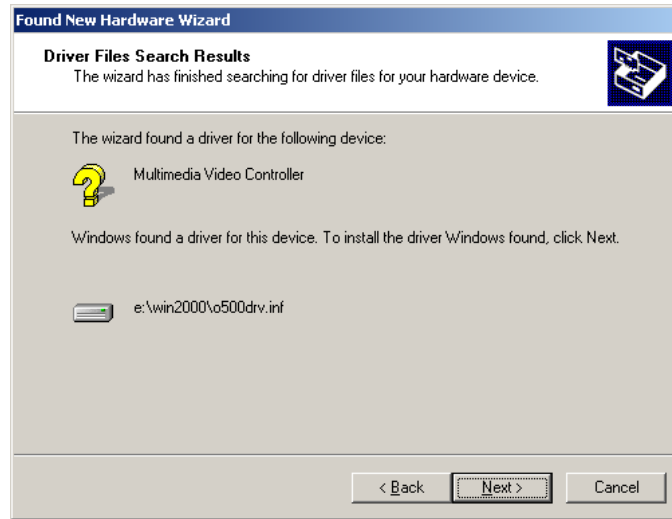 Found New Hardware Wizard
Driver Files Search Results
The wizard has finished searching for driver files for your hardware device.
The wizard found a driver for the following device:
Multimedia Video Controller
Windows found a driver for this device. To install the driver Windows found, click Next.
e:\win2000\o500drv.inf
< Back Next > Cancel